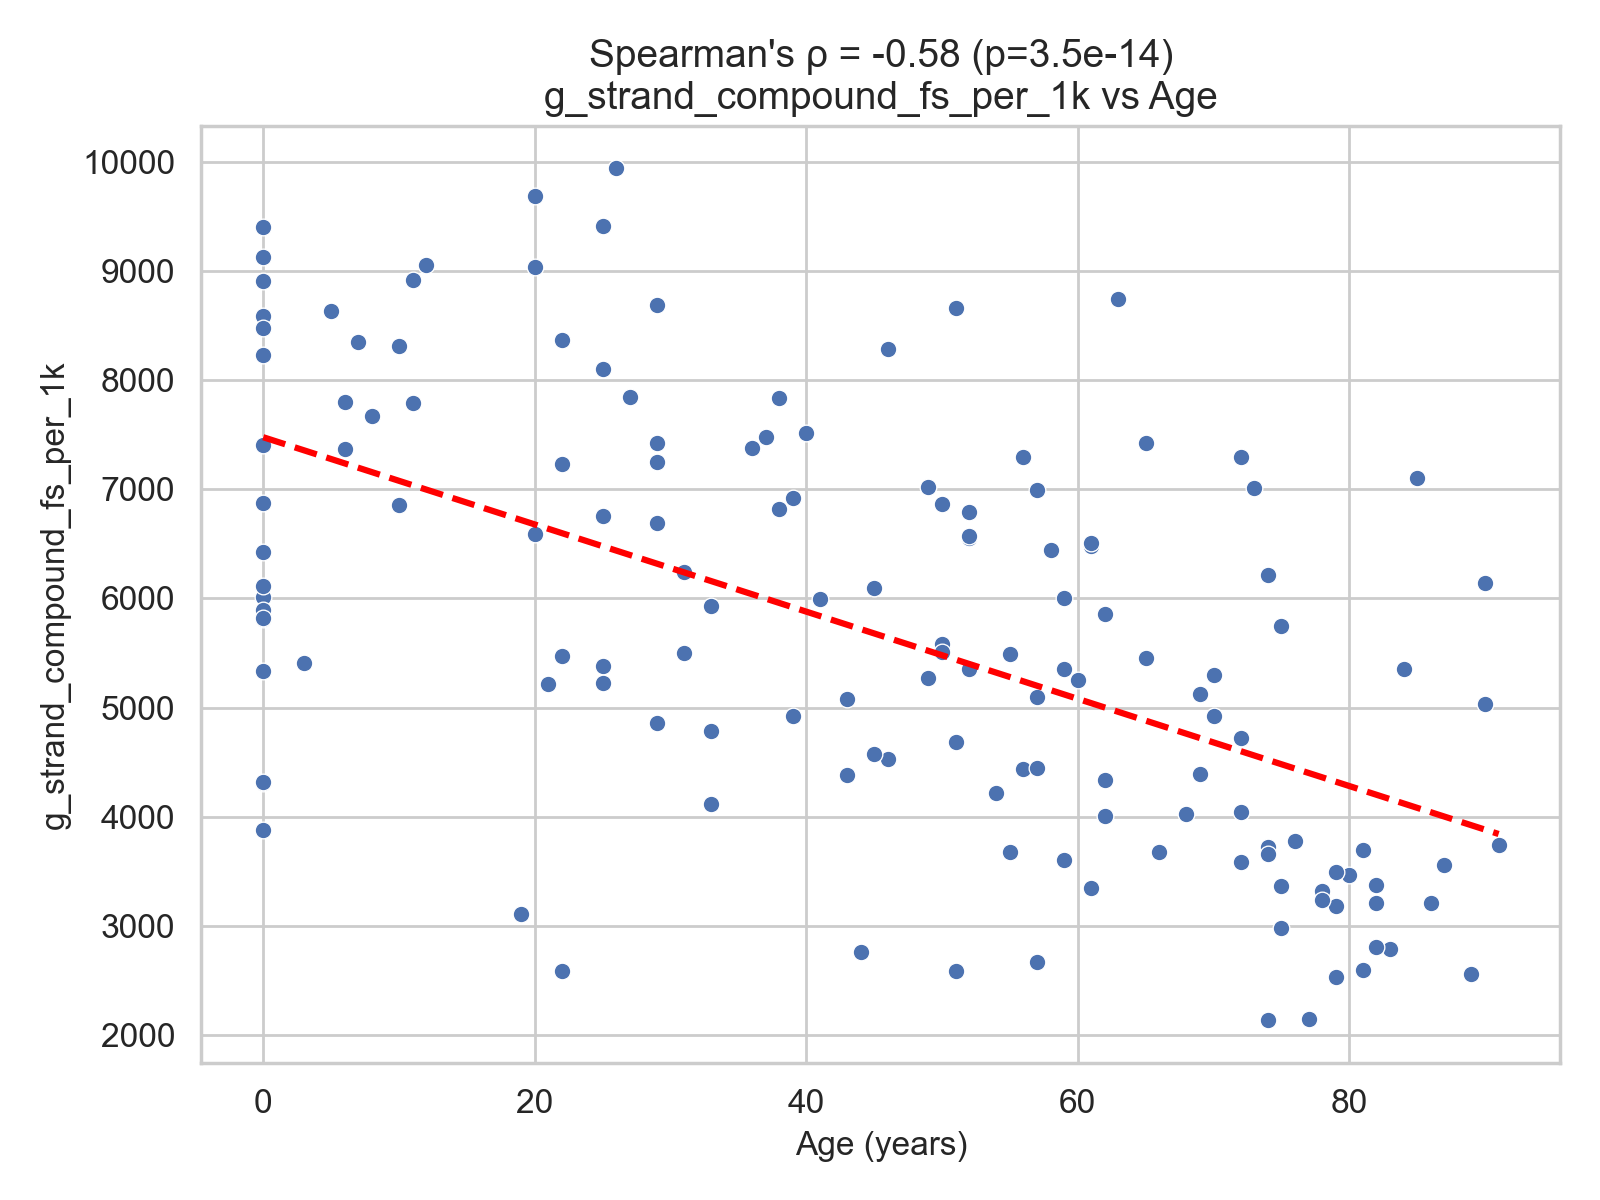 Spearman's ρ = -0.58 (p=3.5e-14)
g_strand_compound_fs_per_1k vs Age
g_strand_compound_fs_per_1k
10000
9000
8000
7000
6000
5000
4000
3000
2000
0 20 40 60 80
Age (years)